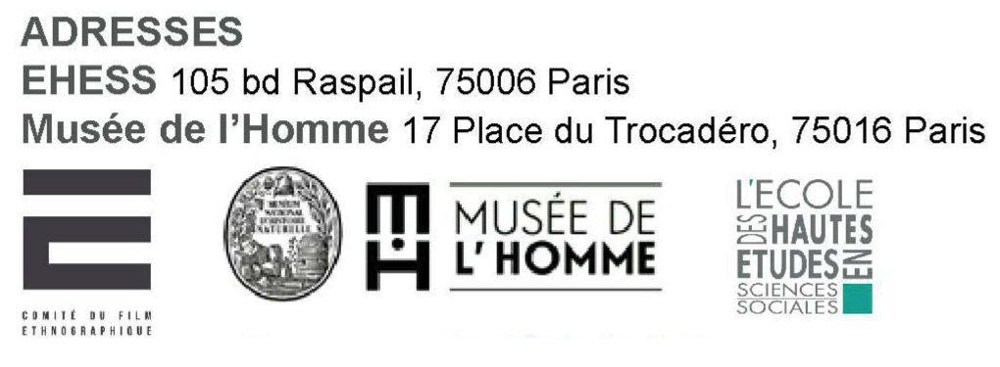 ADRESSES
EHESS 105 bd Raspail, 75006 Paris
Musée de l'Homme 17 Place du Trocadéro, 75016 Paris
COMITÉ DU FILM
ETHNOGRAPHIQUE
MUSEUM
NATIONAL
D'HISTOIRE
NATURELLE
MH
MUSÉE DE
L'HOMME
L'ECOLE
DES HAUTES
ETUDES EN
SCIENCES
SOCIALES